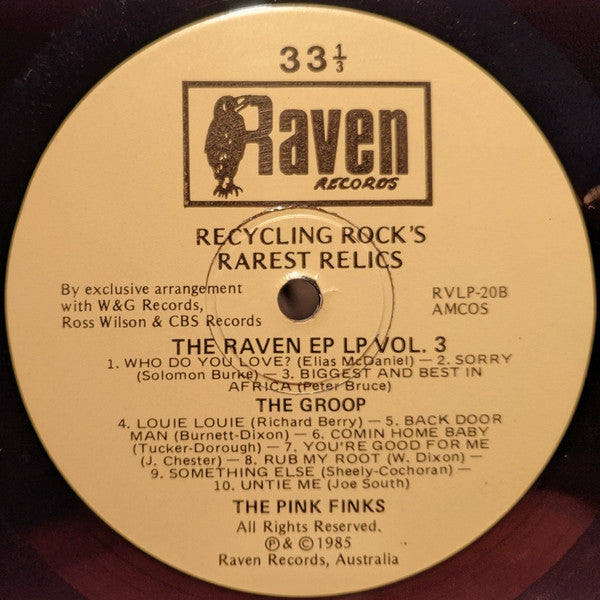 33⅓
Raven
RECORDS
RECYCLING ROCK'S
RAREST RELICS
By exclusive arrangement
with W&G Records,
Ross Wilson & CBS Records
RVLP-20B
AMCOS
THE RAVEN EP LP VOL. 3
1. WHO DO YOU LOVE? (Elias McDaniel) — 2. SORRY
(Solomon Burke) — 3. BIGGEST AND BEST IN
AFRICA (Peter Bruce)
THE GROOP
4. LOUIE LOUIE (Richard Berry) — 5. BACK DOOR
MAN (Burnett-Dixon) — 6. COMIN HOME BABY
(Tucker-Dorough) — 7. YOU'RE GOOD FOR ME
(J. Chester) — 8. RUB MY ROOT (W. Dixon) —
9. SOMETHING ELSE (Sheely-Cochoran) —
10. UNTIE ME (Joe South)
THE PINK FINKS
All Rights Reserved.
℗ & © 1985
Raven Records, Australia